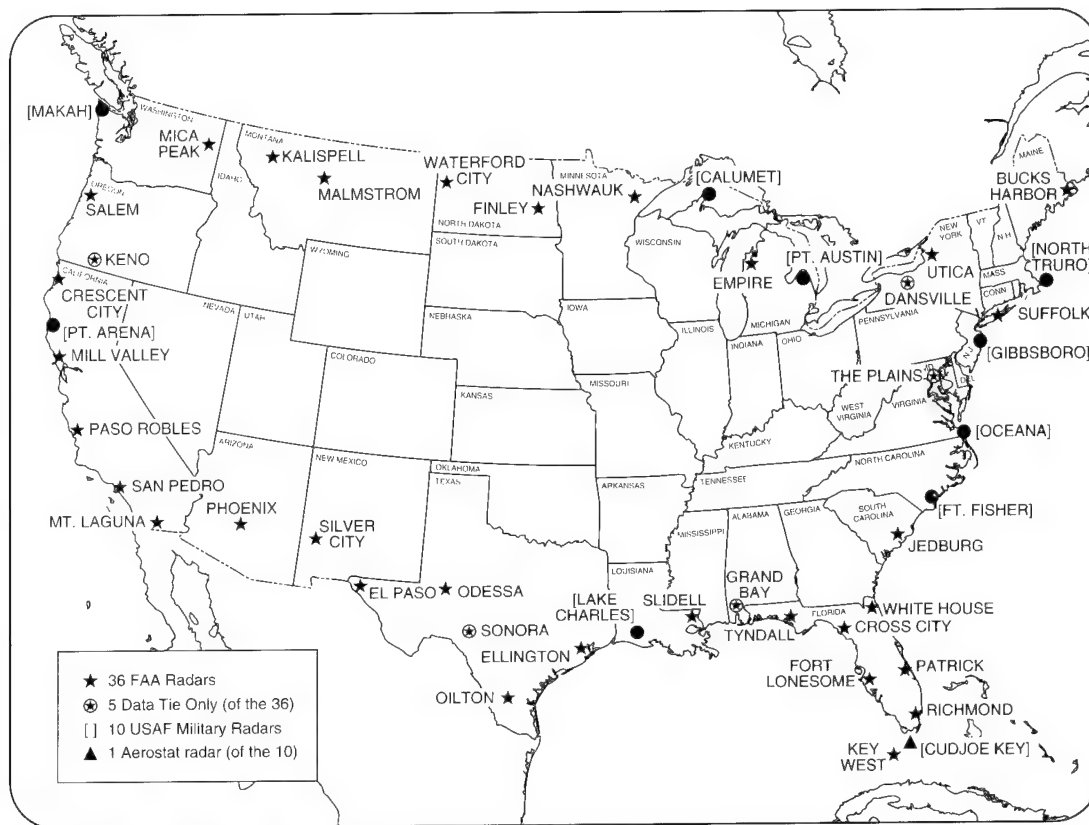 [MAKAH]
WASHINGTON
MICA
PEAK
MONTANA
KALISPELL
MALMSTROM
IDAHO
OREGON
SALEM
KENO
CALIFORNIA
CRESCENT
CITY
[PT. ARENA]
MILL VALLEY
PASO ROBLES
SAN PEDRO
MT. LAGUNA
PHOENIX
NEVADA
UTAH
ARIZONA
WYOMING
COLORADO
NEW MEXICO
SILVER
CITY
WATERFORD
CITY
FINLEY
NORTH DAKOTA
SOUTH DAKOTA
NEBRASKA
KANSAS
OKLAHOMA
TEXAS
EL PASO
ODESSA
SONORA
ELLINGTON
OILTON
MINNESOTA
NASHWAUK
[CALUMET]
WISCONSIN
IOWA
MISSOURI
ARKANSAS
LOUISIANA
[LAKE
CHARLES]
SLIDELL
EMPIRE
[PT. AUSTIN]
MICHIGAN
ILLINOIS
INDIANA
OHIO
KENTUCKY
TENNESSEE
MISSISSIPPI
ALABAMA
GEORGIA
GRAND
BAY
TYNDALL
FLORIDA
MAINE
BUCKS
HARBOR
NEW
YORK
VT.
N.H.
[NORTH
TRURO]
UTICA
MASS
CONN
DANSVILLE
SUFFOLK
PENNSYLVANIA
N.J.
[GIBBSBORO]
THE PLAINS
DEL
WEST
VIRGINIA
VIRGINIA
[OCEANA]
NORTH CAROLINA
[FT. FISHER]
SOUTH
CAROLINA
JEDBURG
WHITE HOUSE
CROSS CITY
FORT
LONESOME
PATRICK
RICHMOND
[CUDJOE KEY]
KEY
WEST
36 FAA Radars
5 Data Tie Only (of the 36)
[ ] 10 USAF Military Radars
1 Aerostat radar (of the 10)